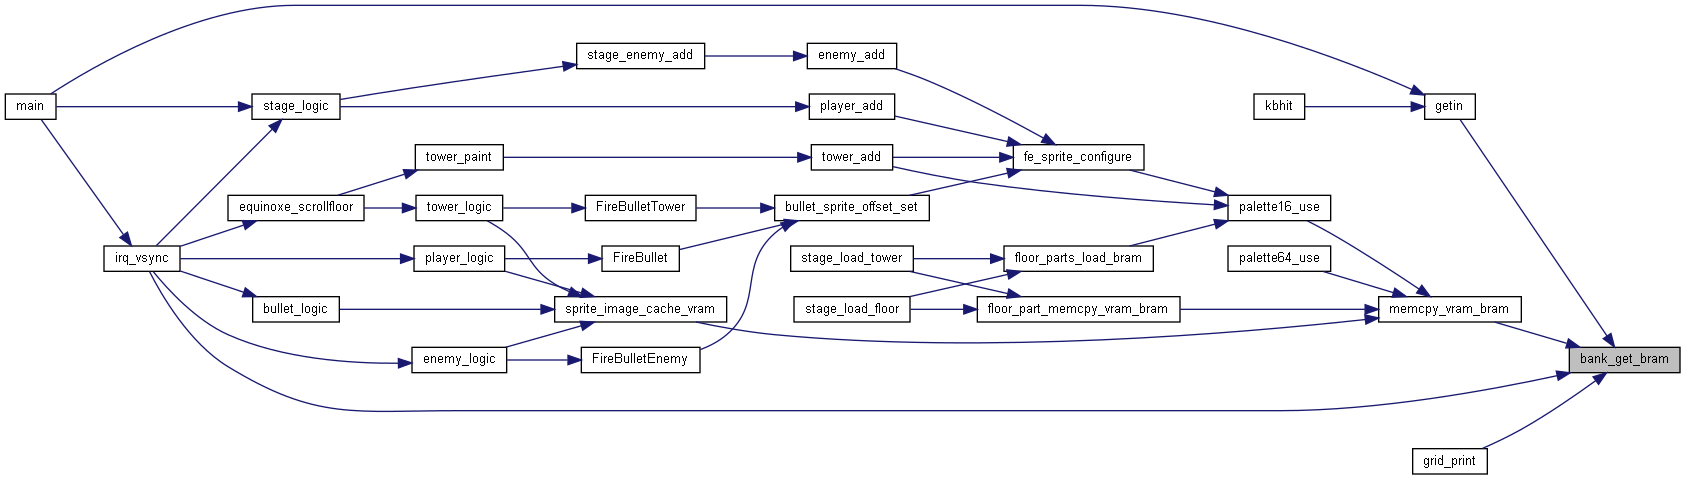 stage_enemy_add
enemy_add
main
stage_logic
player_add
kbhit
getin
tower_paint
tower_add
fe_sprite_configure
equinoxe_scrollfloor
tower_logic
FireBulletTower
bullet_sprite_offset_set
palette16_use
irq_vsync
player_logic
FireBullet
stage_load_tower
floor_parts_load_bram
palette64_use
bullet_logic
sprite_image_cache_vram
stage_load_floor
floor_part_memcpy_vram_bram
memcpy_vram_bram
enemy_logic
FireBulletEnemy
bank_get_bram
grid_print